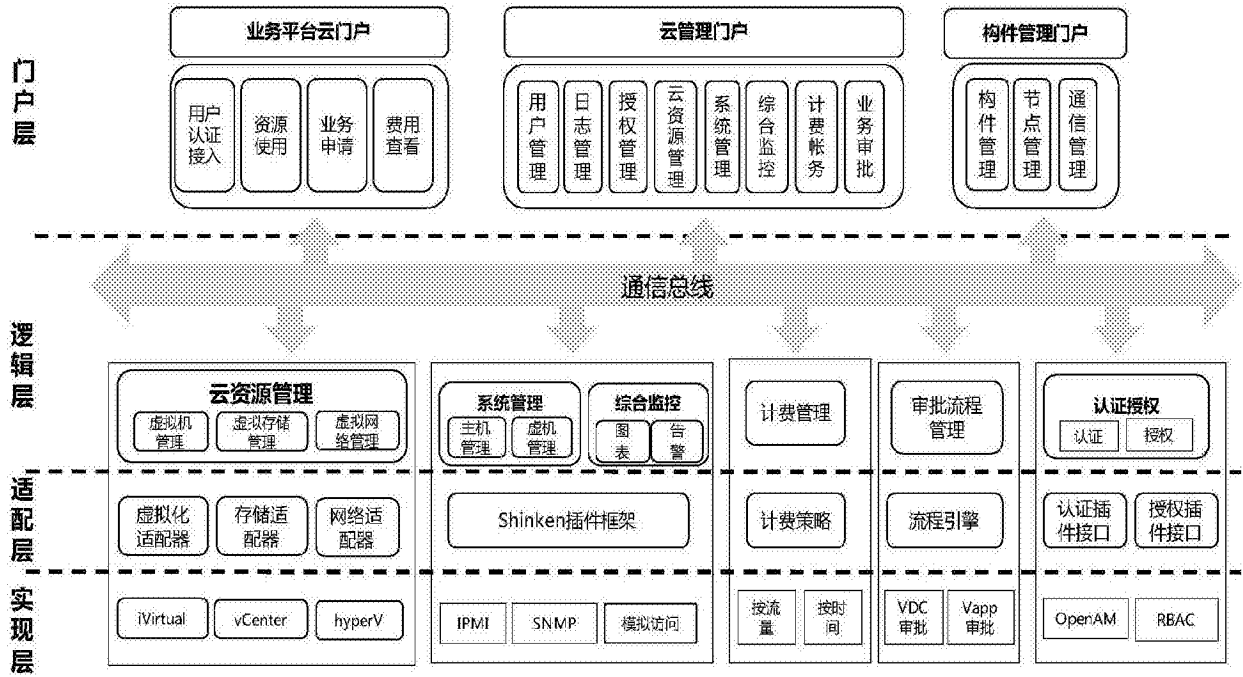 门户层
业务平台云门户
用户
认证
接入
资源
使用
业务
申请
费用
查看
云管理门户
用户管理
日志管理
授权管理
云资源管理
系统管理
综合监控
计费帐务
业务审批
构件管理门户
构件管理
节点管理
通信管理
通信总线
逻辑层
云资源管理
虚拟机
管理
虚拟存储
管理
虚拟网
络管理
系统管理
主机
管理
虚机
管理
综合监控
图
表
告
警
计费管理
审批流程
管理
认证授权
认证
授权
适配层
虚拟化
适配器
存储适
配器
网络适
配器
Shinken插件框架
计费策略
流程引擎
认证插
件接口
授权插
件接口
实现层
iVirtual
vCenter
hyperV
IPMI
SNMP
模拟访问
按流
量
按时
间
VDC
审批
Vapp
审批
OpenAM
RBAC